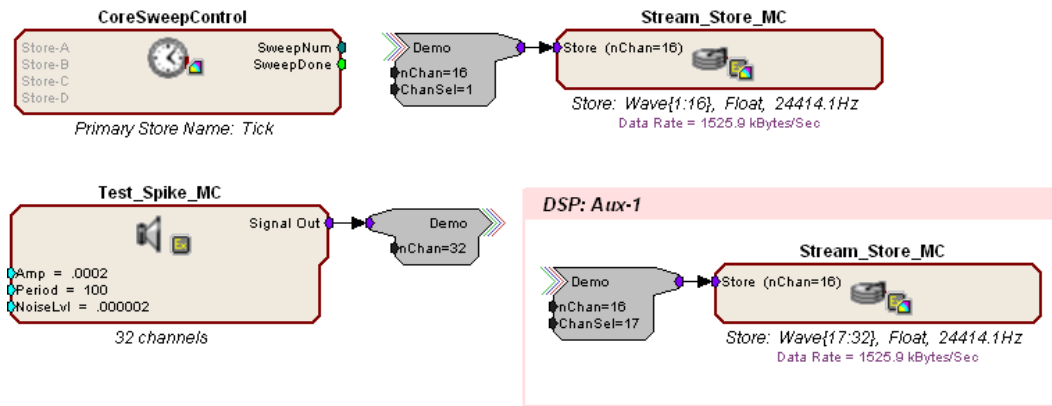 CoreSweepControl
Store-A
Store-B
Store-C
Store-D
SweepNum
SweepDone
Primary Store Name: Tick
Demo
nChan=16
ChanSel=1
Stream_Store_MC
Store (nChan=16)
Store: Wave{1:16}, Float, 24414.1Hz
Data Rate = 1525.9 kBytes/Sec
Test_Spike_MC
Signal Out
Amp = .0002
Period = 100
NoiseLvl = .000002
32 channels
Demo
nChan=32
DSP: Aux-1
Demo
nChan=16
ChanSel=17
Stream_Store_MC
Store (nChan=16)
Store: Wave{17:32}, Float, 24414.1Hz
Data Rate = 1525.9 kBytes/Sec